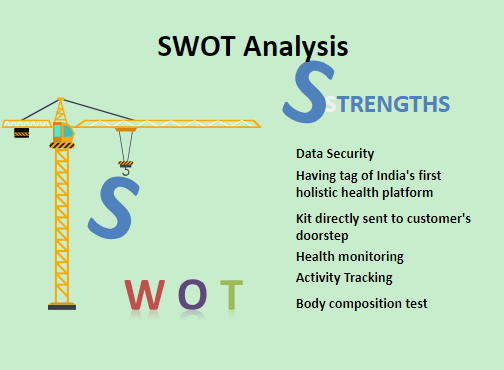 SWOT Analysis
STRENGTHS
Data Security
Having tag of India's first
holistic health platform
Kit directly sent to customer's
doorstep
Health monitoring
Activity Tracking
Body composition test
S
W O T